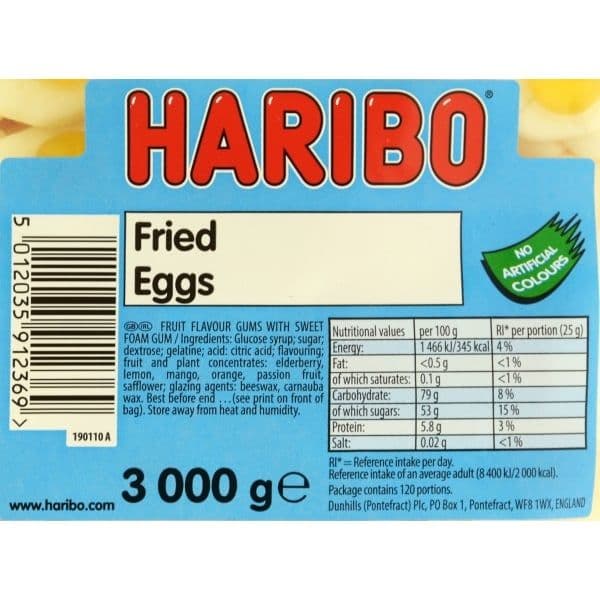 HARIBO®
Fried
Eggs
NO
ARTIFICIAL
COLOURS
5 012035 912369 >
190110 A
GB IRL FRUIT FLAVOUR GUMS WITH SWEET
FOAM GUM / Ingredients: Glucose syrup; sugar;
dextrose; gelatine; acid: citric acid; flavouring;
fruit and plant concentrates: elderberry,
lemon, mango, orange, passion fruit,
safflower; glazing agents: beeswax, carnauba
wax. Best before end ...(see print on front of
bag). Store away from heat and humidity.
Nutritional values per 100 g RI* per portion (25 g)
Energy: 1 466 kJ/345 kcal 4 %
Fat: <0.5 g <1 %
of which saturates: 0.1 g <1%
Carbohydrate: 79 g 8 %
of which sugars: 53 g 15 %
Protein: 5.8 g 3 %
Salt: 0.02 g <1%
RI* = Reference intake per day.
Reference intake of an average adult (8 400 kJ/2 000 kcal).
Package contains 120 portions.
Dunhills (Pontefract) Plc, PO Box 1, Pontefract, WF8 1WX, ENGLAND
www.haribo.com
3 000 g ℮